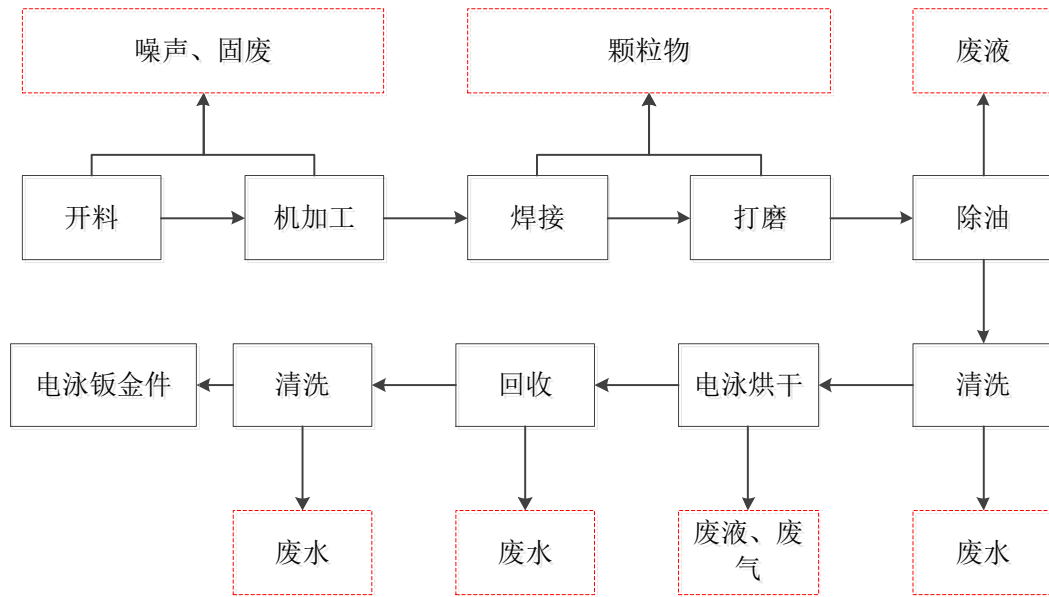 噪声、固废
颗粒物
废液
开料
机加工
焊接
打磨
除油
电泳钣金件
清洗
回收
电泳烘干
清洗
废水
废水
废液、废
气
废水